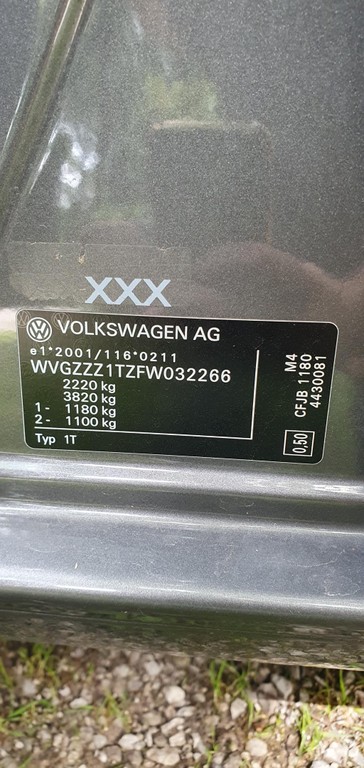 XXX
VOLKSWAGEN AG
e1*2001/116*0211
WVGZZZ1TZFW032266
2220 kg
3820 kg
1- 1180 kg
2- 1100 kg
Typ 1T
M4
CFJB 1180
4430081
0,50